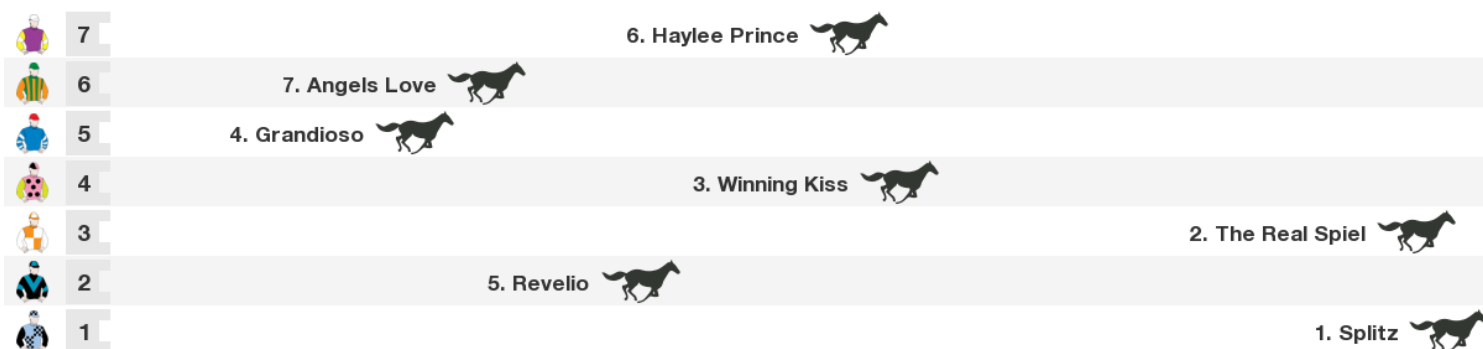 7 6. Haylee Prince
6 7. Angels Love
5 4. Grandioso
4 3. Winning Kiss
3 2. The Real Spiel
2 5. Revelio
1 1. Splitz